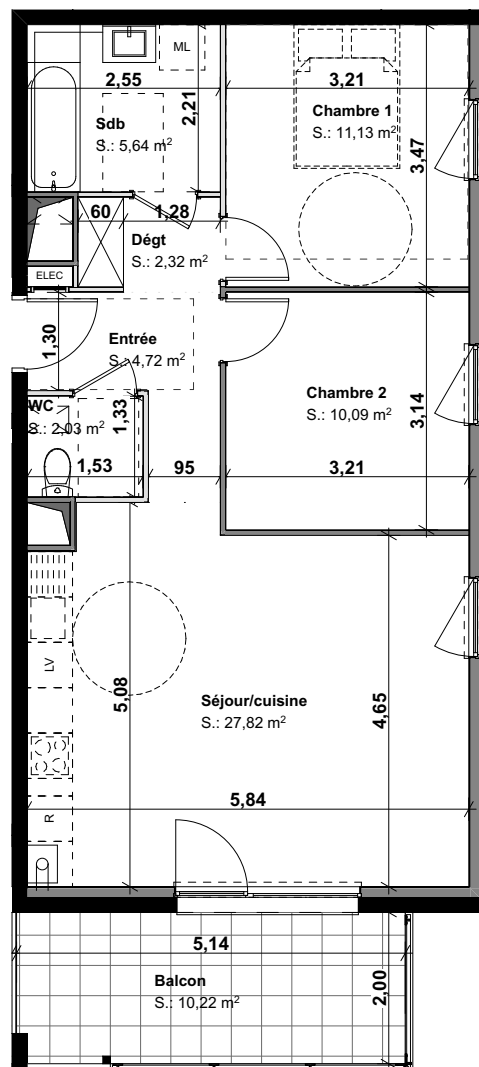 ML
2,55
3,21
2,21
Chambre 1
S.: 11,13 m²
Sdb
S.: 5,64 m²
3,47
60
1,28
Dégt
S.: 2,32 m²
ELEC
1,30
Entrée
S.: 4,72 m²
Chambre 2
S.: 10,09 m²
3,14
WC
S.: 2,03 m²
1,33
1,53
95
3,21
LV
5,08
Séjour/cuisine
S.: 27,82 m²
4,65
5,84
R
5,14
Balcon
S.: 10,22 m²
2,00